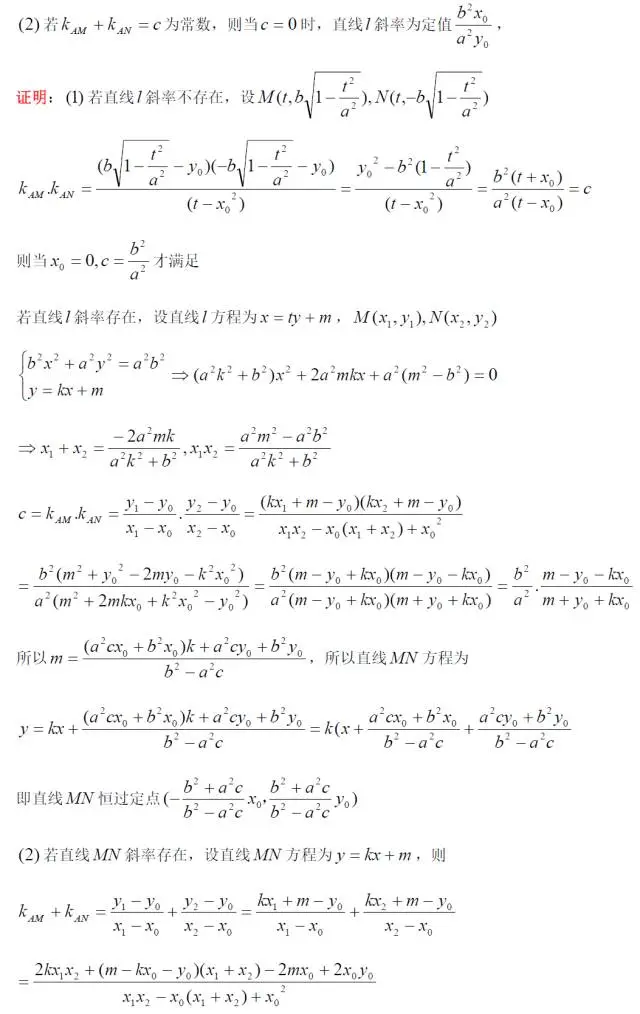 (2) 若 $k_{AM}+k_{AN}=c$ 为常数，则当 $c=0$ 时，直线 $l$ 斜率为定值 $\frac{b^2x_0}{a^2y_0}$，
证明：(1) 若直线 $l$ 斜率不存在，设 $M(t,b\sqrt{1-\frac{t^2}{a^2}}),N(t,-b\sqrt{1-\frac{t^2}{a^2}})$
$k_{AM}.k_{AN}=\frac{(b\sqrt{1-\frac{t^2}{a^2}}-y_0)(-b\sqrt{1-\frac{t^2}{a^2}}-y_0)}{(t-x_0^2)}=\frac{y_0^2-b^2(1-\frac{t^2}{a^2})}{(t-x_0^2)}=\frac{b^2(t+x_0)}{a^2(t-x_0)}=c$
则当 $x_0=0,c=\frac{b^2}{a^2}$ 才满足
若直线 $l$ 斜率存在，设直线 $l$ 方程为 $x=ty+m$，$M(x_1,y_1),N(x_2,y_2)$
$\begin{cases}b^2x^2+a^2y^2=a^2b^2\\y=kx+m\end{cases}\Rightarrow(a^2k^2+b^2)x^2+2a^2mkx+a^2(m^2-b^2)=0$
$\Rightarrow x_1+x_2=\frac{-2a^2mk}{a^2k^2+b^2},x_1x_2=\frac{a^2m^2-a^2b^2}{a^2k^2+b^2}$
$c=k_{AM}.k_{AN}=\frac{y_1-y_0}{x_1-x_0}.\frac{y_2-y_0}{x_2-x_0}=\frac{(kx_1+m-y_0)(kx_2+m-y_0)}{x_1x_2-x_0(x_1+x_2)+x_0^2}$
$=\frac{b^2(m^2+y_0^2-2my_0-k^2x_0^2)}{a^2(m^2+2mkx_0+k^2x_0^2-y_0^2)}=\frac{b^2(m-y_0+kx_0)(m-y_0-kx_0)}{a^2(m-y_0+kx_0)(m+y_0+kx_0)}=\frac{b^2}{a^2}.\frac{m-y_0-kx_0}{m+y_0+kx_0}$
所以 $m=\frac{(a^2cx_0+b^2x_0)k+a^2cy_0+b^2y_0}{b^2-a^2c}$，所以直线 $MN$ 方程为
$y=kx+\frac{(a^2cx_0+b^2x_0)k+a^2cy_0+b^2y_0}{b^2-a^2c}=k(x+\frac{a^2cx_0+b^2x_0}{b^2-a^2c}+\frac{a^2cy_0+b^2y_0}{b^2-a^2c}$
即直线 $MN$ 恒过定点 $(-\frac{b^2+a^2c}{b^2-a^2c}x_0,\frac{b^2+a^2c}{b^2-a^2c}y_0)$
(2) 若直线 $MN$ 斜率存在，设直线 $MN$ 方程为 $y=kx+m$，则
$k_{AM}+k_{AN}=\frac{y_1-y_0}{x_1-x_0}+\frac{y_2-y_0}{x_2-x_0}=\frac{kx_1+m-y_0}{x_1-x_0}+\frac{kx_2+m-y_0}{x_2-x_0}$
$=\frac{2kx_1x_2+(m-kx_0-y_0)(x_1+x_2)-2mx_0+2x_0y_0}{x_1x_2-x_0(x_1+x_2)+x_0^2}$